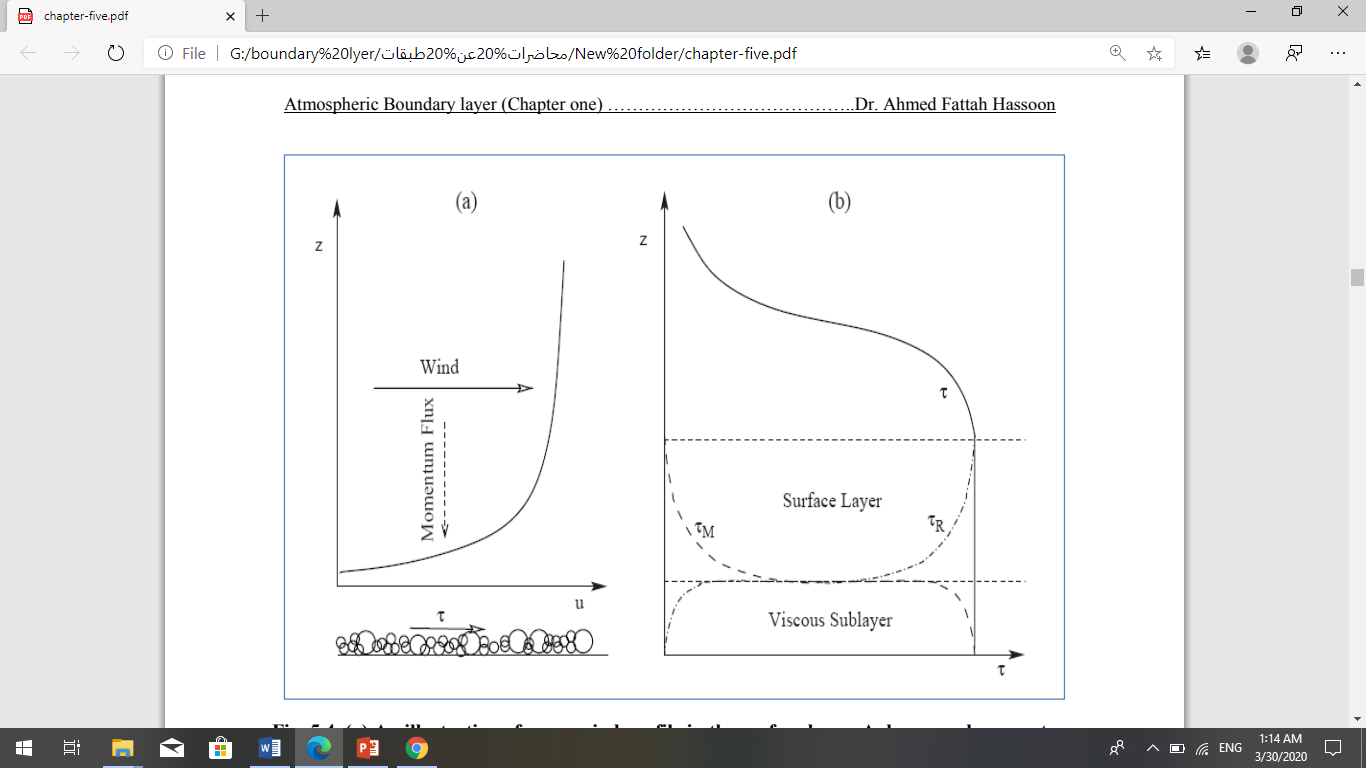 chapter-five.pdf
File
G:/boundary%20lyer/محاضرات%20عن%20طبقات/New%20folder/chapter-five.pdf
Atmospheric Boundary layer (Chapter one) …………………………………..Dr. Ahmed Fattah Hassoon
(a)
(b)
z
z
Wind
τ
Momentum Flux
Surface Layer
τM
τR
u
τ
Viscous Sublayer
τ
ENG
1:14 AM
3/30/2020